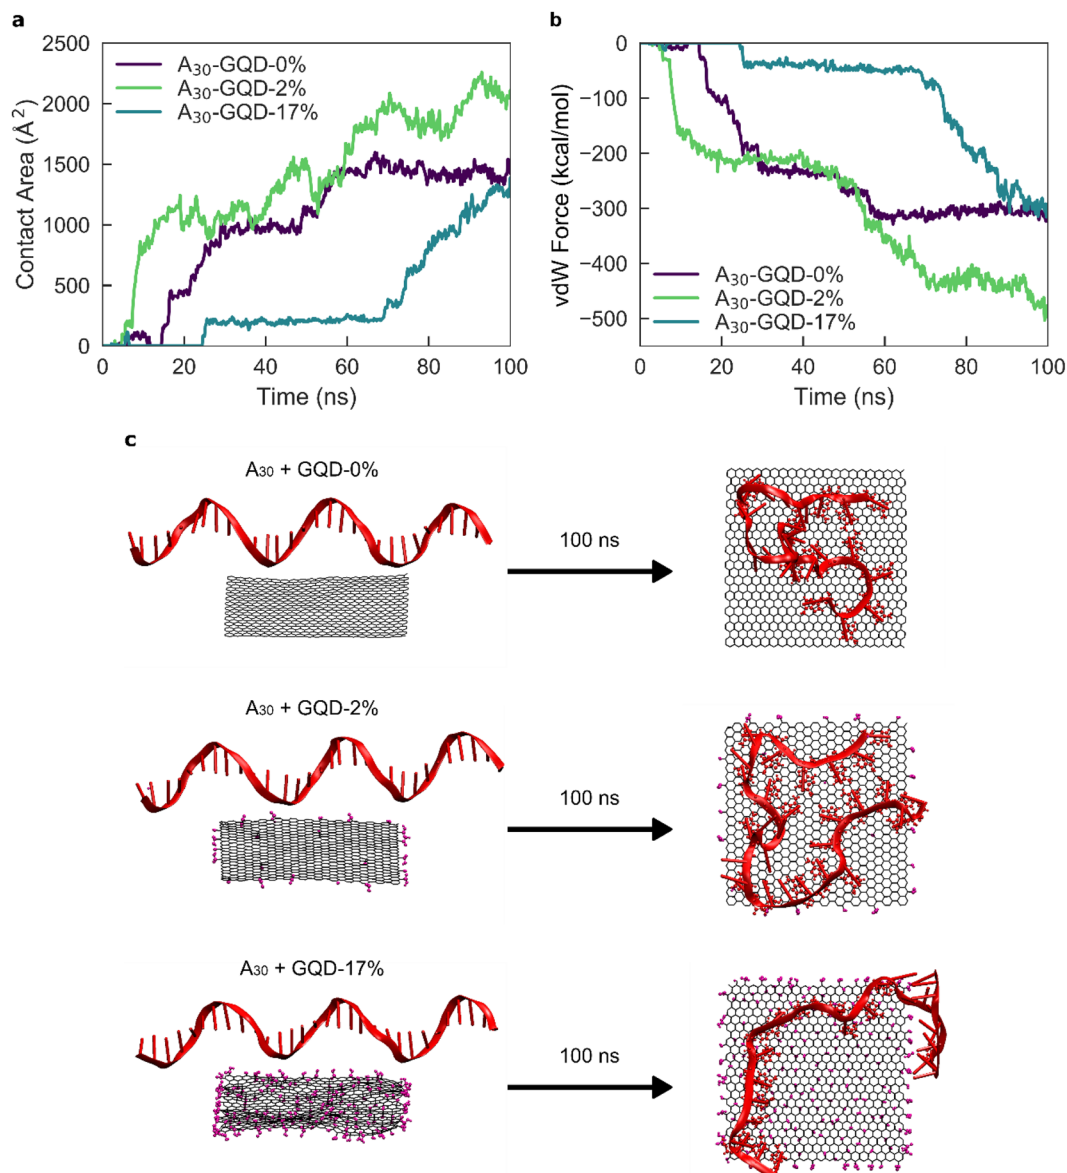 a
2500
2000
1500
1000
500
0
0
20
40
60
80
100
Contact Area (Å²)
Time (ns)
A₃₀-GQD-0%
A₃₀-GQD-2%
A₃₀-GQD-17%
b
0
−100
−200
−300
−400
−500
0
20
40
60
80
100
vdW Force (kcal/mol)
Time (ns)
A₃₀-GQD-0%
A₃₀-GQD-2%
A₃₀-GQD-17%
c
A₃₀ + GQD-0%
100 ns
A₃₀ + GQD-2%
100 ns
A₃₀ + GQD-17%
100 ns